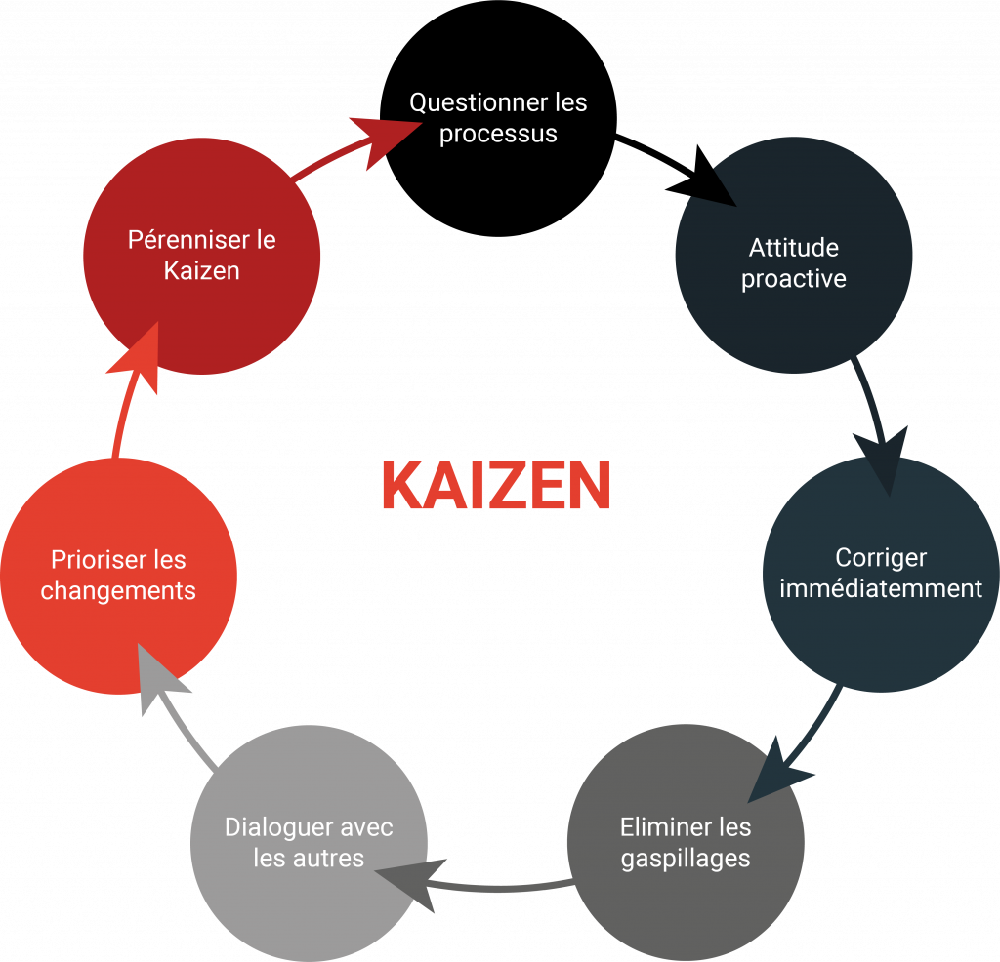 Questionner les
processus
Attitude
proactive
Corriger
immédiatemment
Eliminer les
gaspillages
Dialoguer avec
les autres
Prioriser les
changements
Pérenniser le
Kaizen
KAIZEN